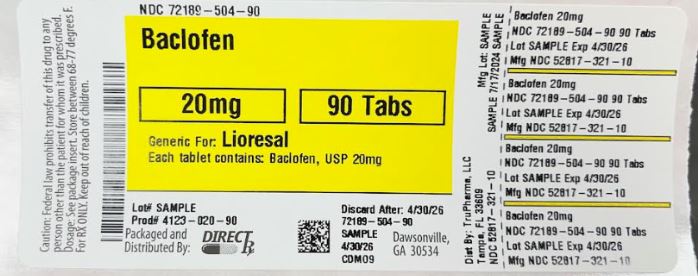 Caution: Federal law prohibits transfer of this drug to any
person other than the patient for whom it was prescribed.
Dosage: See package insert. Store between 68-77 degrees F.
For RX ONLY. Keep out of reach of children.
NDC 72189-504-90
Baclofen
20mg
90 Tabs
Generic For: Lioresal
Each tablet contains: Baclofen, USP 20mg
Lot# SAMPLE
Prod# 4123-020-90
Packaged and
Distributed By:
DIRECT Rx
Discard After: 4/30/26
72189-504-90
SAMPLE
4/30/26
CDM09
Dawsonville,
GA 30534
Mfg Lot: SAMPLE
SAMPLE 7/17/2024 SAMPLE
Dist By: TruPharma, LLC
Tampa, FL 33609
NDC 52817-321-10
Baclofen 20mg
NDC 72189-504-90 90 Tabs
Lot SAMPLE Exp 4/30/26
Mfg NDC 52817-321-10
Baclofen 20mg
NDC 72189-504-90 90 Tabs
Lot SAMPLE Exp 4/30/26
Mfg NDC 52817-321-10
Baclofen 20mg
NDC 72189-504-90 90 Tabs
Lot SAMPLE Exp 4/30/26
Mfg NDC 52817-321-10
Baclofen 20mg
NDC 72189-504-90 90 Tabs
Lot SAMPLE Exp 4/30/26
Mfg NDC 52817-321-10